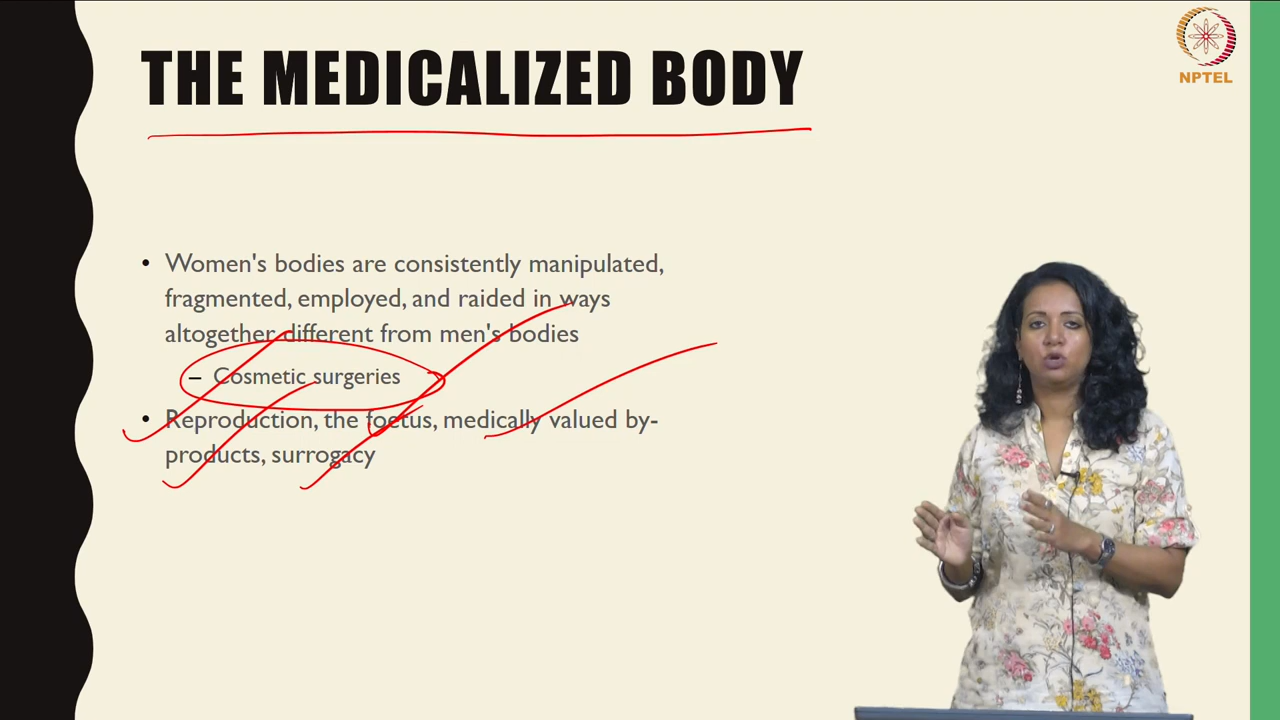 THE MEDICALIZED BODY
NPTEL
• Women's bodies are consistently manipulated,
fragmented, employed, and raided in ways
altogether different from men's bodies
– Cosmetic surgeries
• Reproduction, the foetus, medically valued by-
products, surrogacy